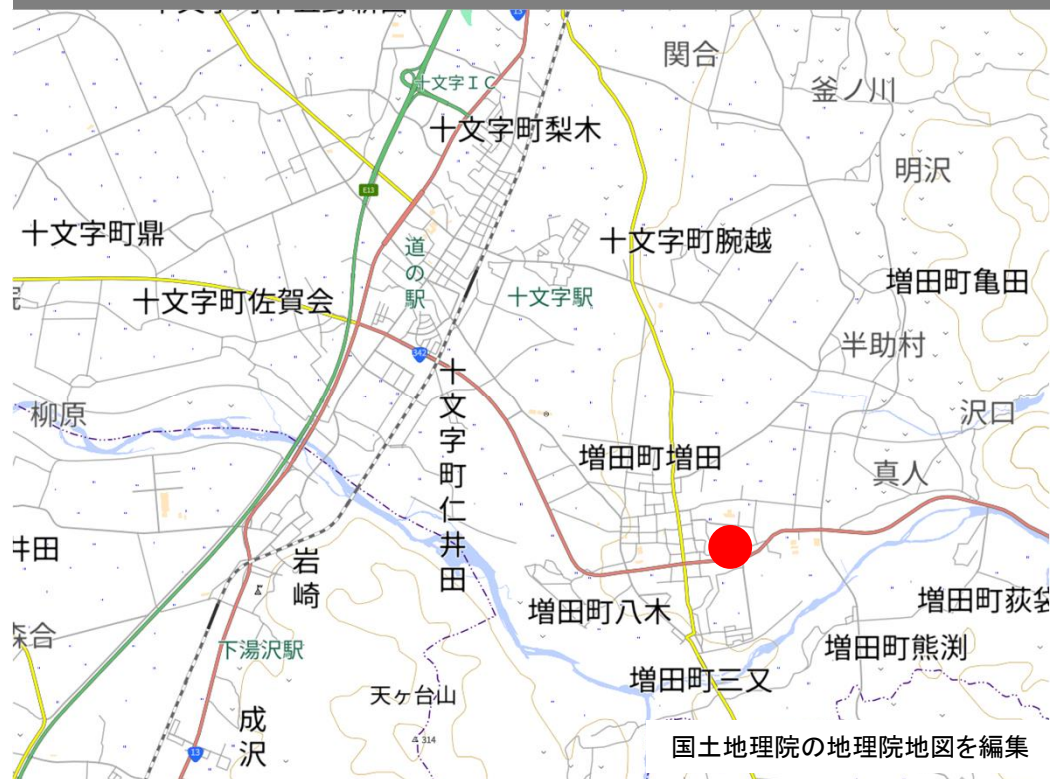 13
関合
十文字IC
釜ノ川
十文字町梨木
明沢
E13
十文字町鼎
道の駅
十文字町腕越
増田町亀田
十文字町佐賀会
十文字駅
342
半助村
十文字町仁井田
柳原
沢口
増田町増田
真人
井田
岩崎
増田町八木
増田町荻袋
森合
下湯沢駅
増田町熊渕
天ヶ台山
増田町三又
成沢
314
13
国土地理院の地理院地図を編集